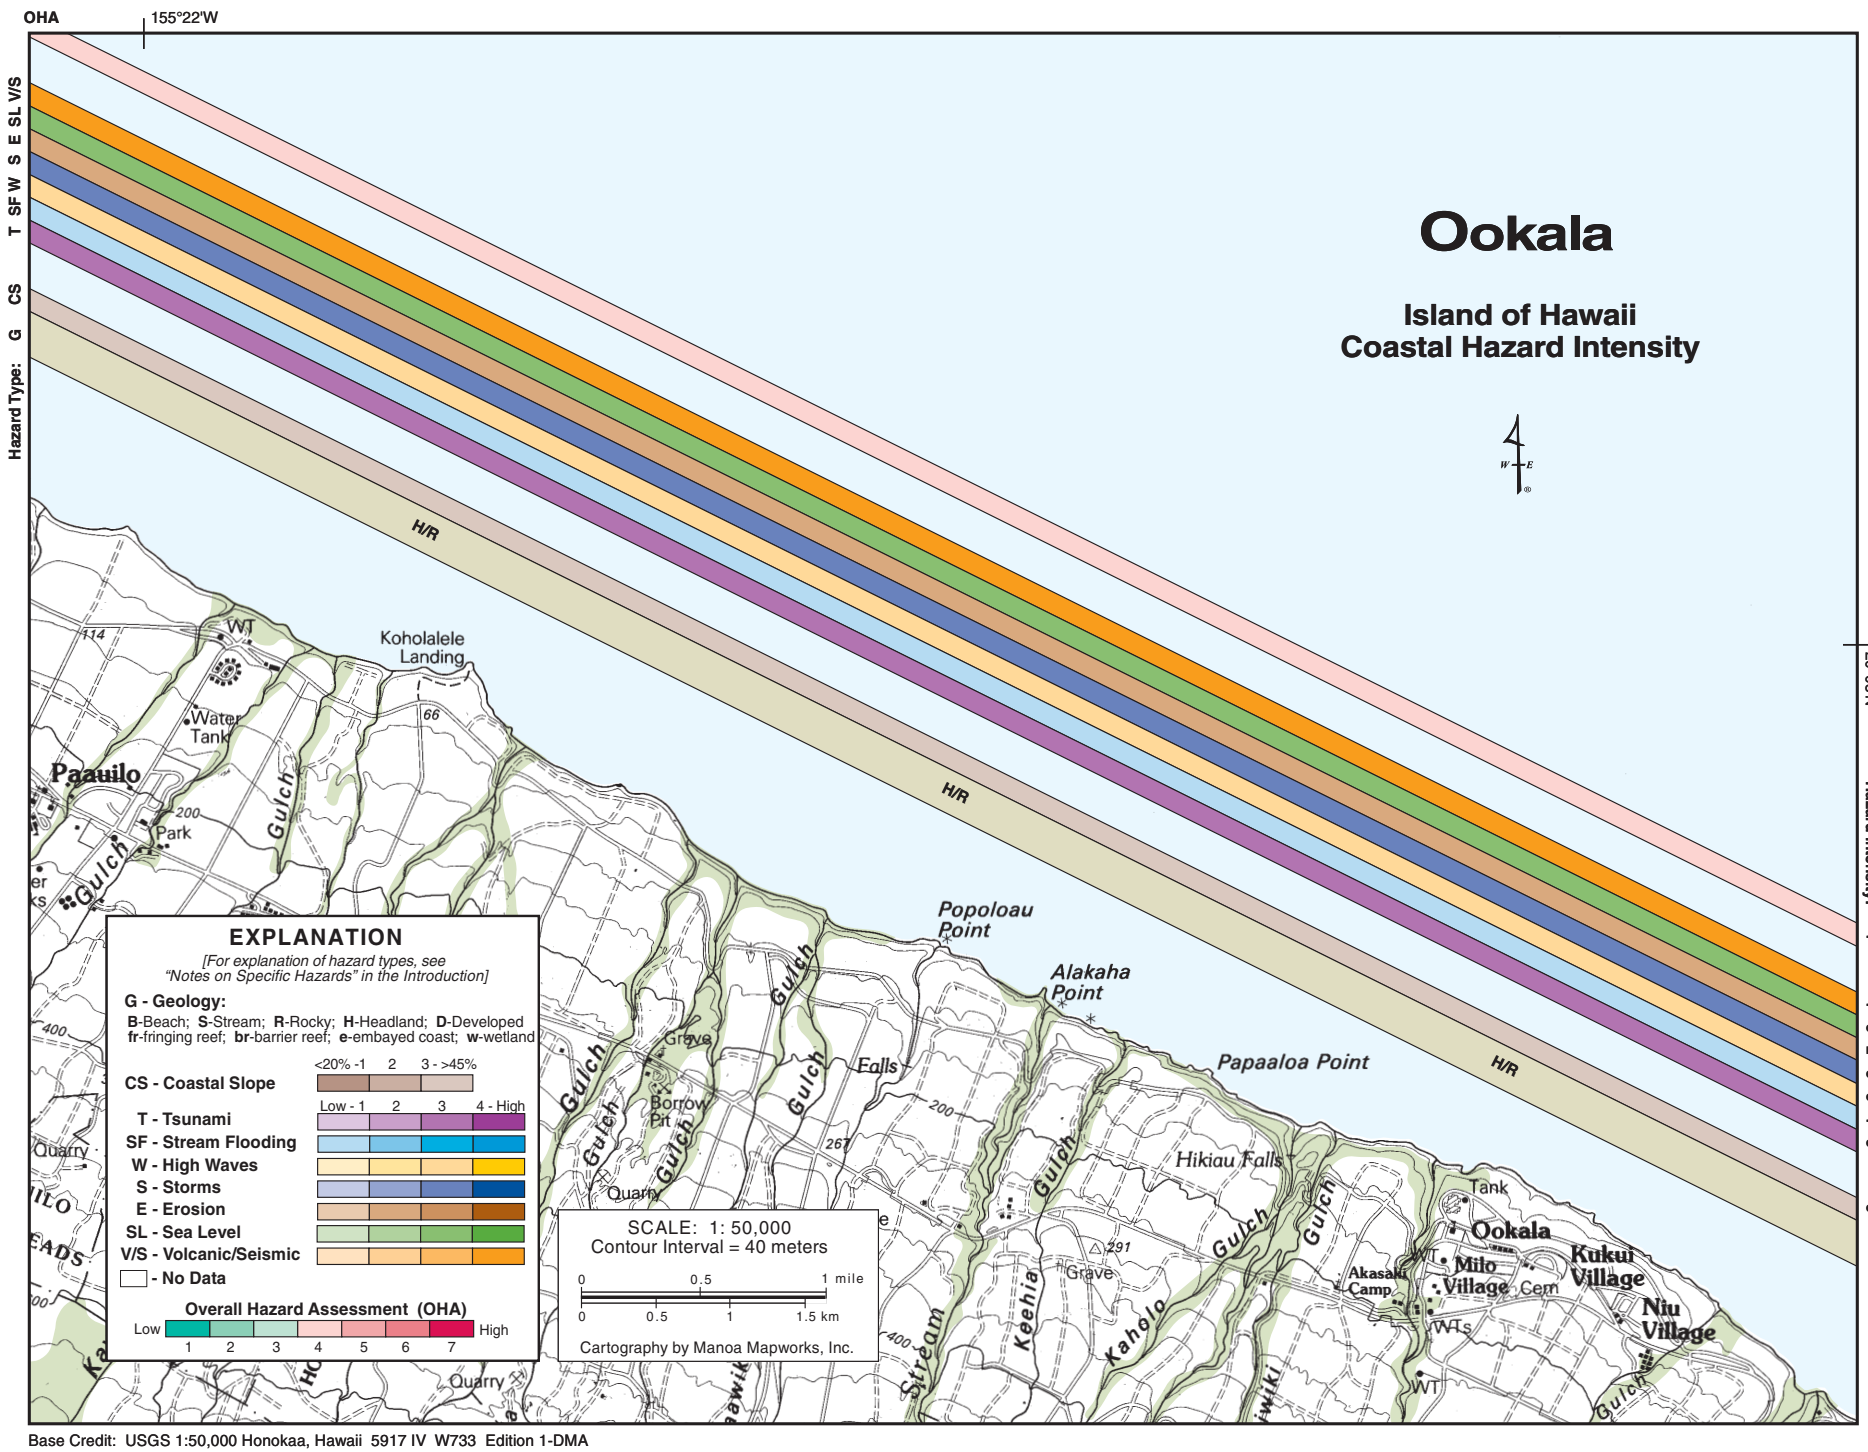 OHA
155°22'W
Hazard Type: G CS T SF W S E SL V/S
Ookala
Island of Hawaii
Coastal Hazard Intensity
W E
®
H/R
H/R
H/R
114
WT
Koholalele
Landing
66
Water
Tank
Paauilo
200
Park
Gulch
Gulch
400
Quarry
Popoloau
Point
Alakaha
Point
Papaaloa Point
Gulch
Grave
Borrow
Pit
Gulch
Gulch
Gulch
Gulch
Quarry
Falls
200
267
Gulch
Hikiau Falls
Gulch
Gulch
291
Grave
Keehia
Kaholo
Stream
400
Tank
Ookala
WT
Milo
Village
Kukui
Village
Akasaki
Camp
Cem
Niu
Village
WTs
WT
Gulch
Quarry
EXPLANATION
[For explanation of hazard types, see
“Notes on Specific Hazards” in the Introduction]
G - Geology:
B-Beach; S-Stream; R-Rocky; H-Headland; D-Developed
fr-fringing reef; br-barrier reef; e-embayed coast; w-wetland
<20% -1 2 3 - >45%
CS - Coastal Slope
Low - 1 2 3 4 - High
T - Tsunami
SF - Stream Flooding
W - High Waves
S - Storms
E - Erosion
SL - Sea Level
V/S - Volcanic/Seismic
- No Data
Overall Hazard Assessment (OHA)
Low High
1 2 3 4 5 6 7
SCALE: 1: 50,000
Contour Interval = 40 meters
0 0.5 1 mile
0 0.5 1 1.5 km
Cartography by Manoa Mapworks, Inc.
Base Credit: USGS 1:50,000 Honokaa, Hawaii 5917 IV W733 Edition 1-DMA